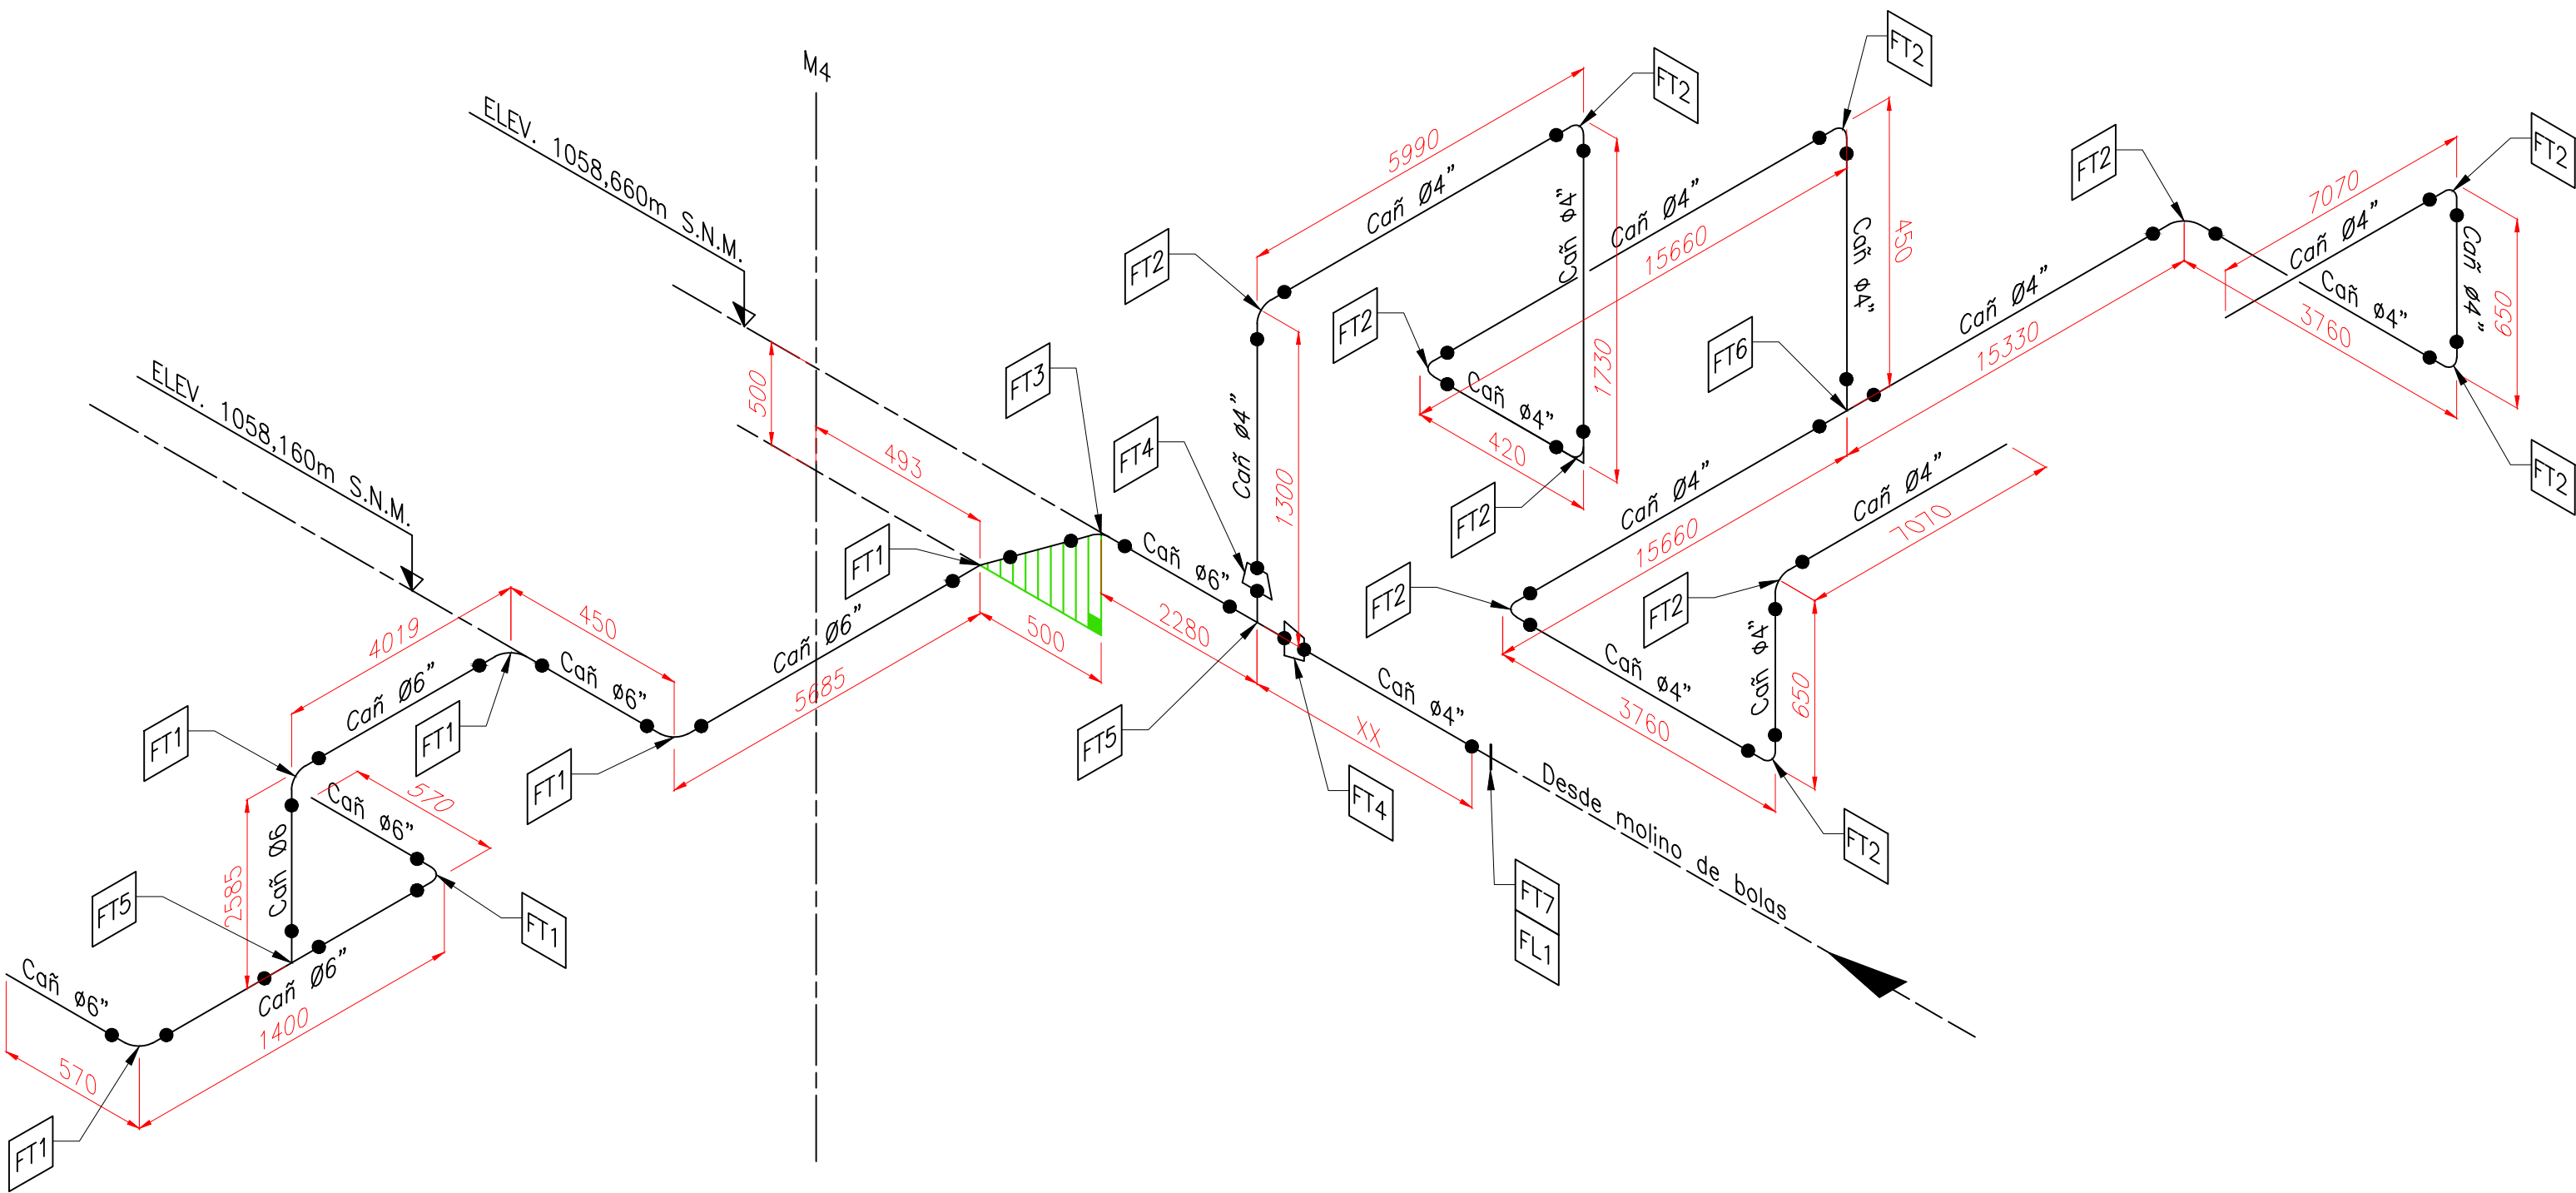 M4
ELEV. 1058,660m S.N.M.
ELEV. 1058,160m S.N.M.
500
493
FT3
FT4
FT1
Cañ Ø6"
5685
500
Cañ Ø6"
2280
FT5
4019
450
Cañ Ø6"
Cañ Ø6"
FT1
FT1
FT1
570
Cañ Ø6"
2585
Cañ Ø6
FT5
FT1
Cañ Ø6"
Cañ Ø6"
1400
570
FT1
5990
FT2
Cañ Ø4"
FT2
Cañ Ø4"
1300
Cañ Ø4"
1730
FT2
Cañ Ø4"
15660
Cañ Ø4"
450
FT2
Cañ Ø4"
420
FT2
FT6
Cañ Ø4"
15330
FT2
7070
FT2
Cañ Ø4"
Cañ Ø4"
Cañ Ø4"
650
3760
FT2
Cañ Ø4"
15660
FT2
Cañ Ø4"
7070
FT2
Cañ Ø4"
650
Cañ Ø4"
3760
FT2
Cañ Ø4"
XX
FT4
FT7
FL1
Desde molino de bolas